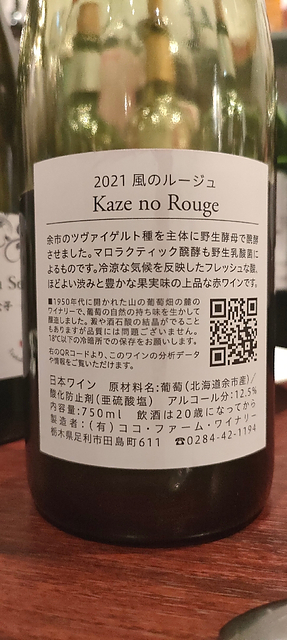 2021 風のルージュ
Kaze no Rouge
余市のツヴァイゲルト種を主体に野生酵母で醗酵
させました。マロラクティック醗酵も野生乳酸菌に
よるものです。冷涼な気候を反映したフレッシュな酸、
ほどよい渋みと豊かな果実味の上品な赤ワインです。
■1950年代に開かれた山の葡萄畑の麓の
ワイナリーで、葡萄の自然の持ち味を生かして
醸造しました。澱や酒石酸の結晶がでること
もありますが品質には問題ございません。
18℃以下の冷暗所での保存をお願いします。
右のQRコードより、このワインの分析データ
や情報をご覧いただけます。
日本ワイン 原材料名:葡萄(北海道余市産)/
酸化防止剤(亜硫酸塩) アルコール分:12.5%
内容量:750ml 飲酒は20歳になってから
製造者:(有)ココ・ファーム・ワイナリー
栃木県足利市田島町611 ☎0284-42-1194